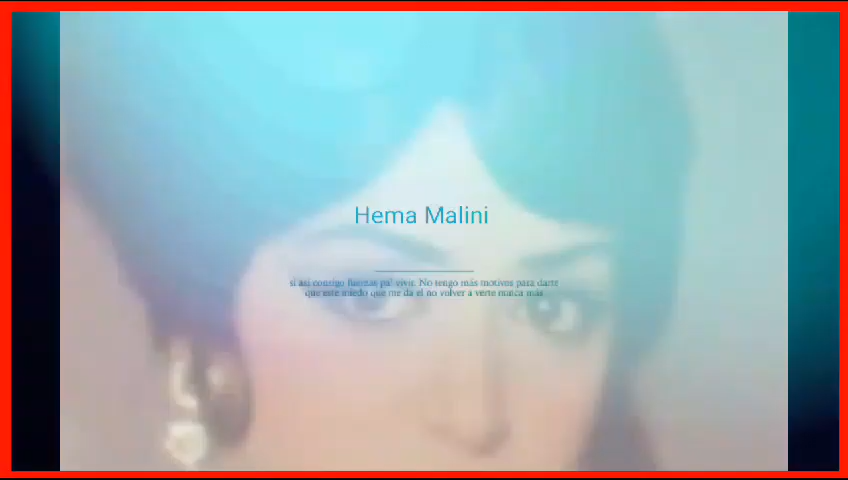 Hema Malini
si así consigo fuerzas pa' vivir. No tengo más motivos para darte
que este miedo que me da el no volver a verte nunca más